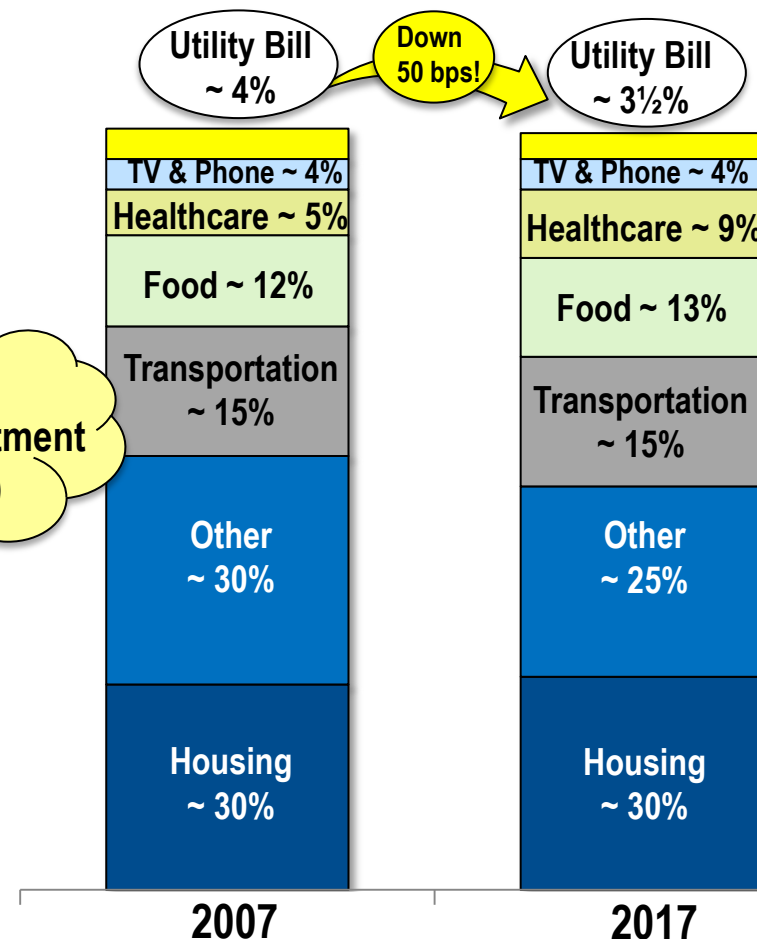 Utility Bill
~ 4%
Down
50 bps!
Utility Bill
~ 3½%
TV & Phone ~ 4%
Healthcare ~ 5%
Food ~ 12%
Transportation
~ 15%
Other
~ 30%
Housing
~ 30%
2007
TV & Phone ~ 4%
Healthcare ~ 9%
Food ~ 13%
Transportation
~ 15%
Other
~ 25%
Housing
~ 30%
2017